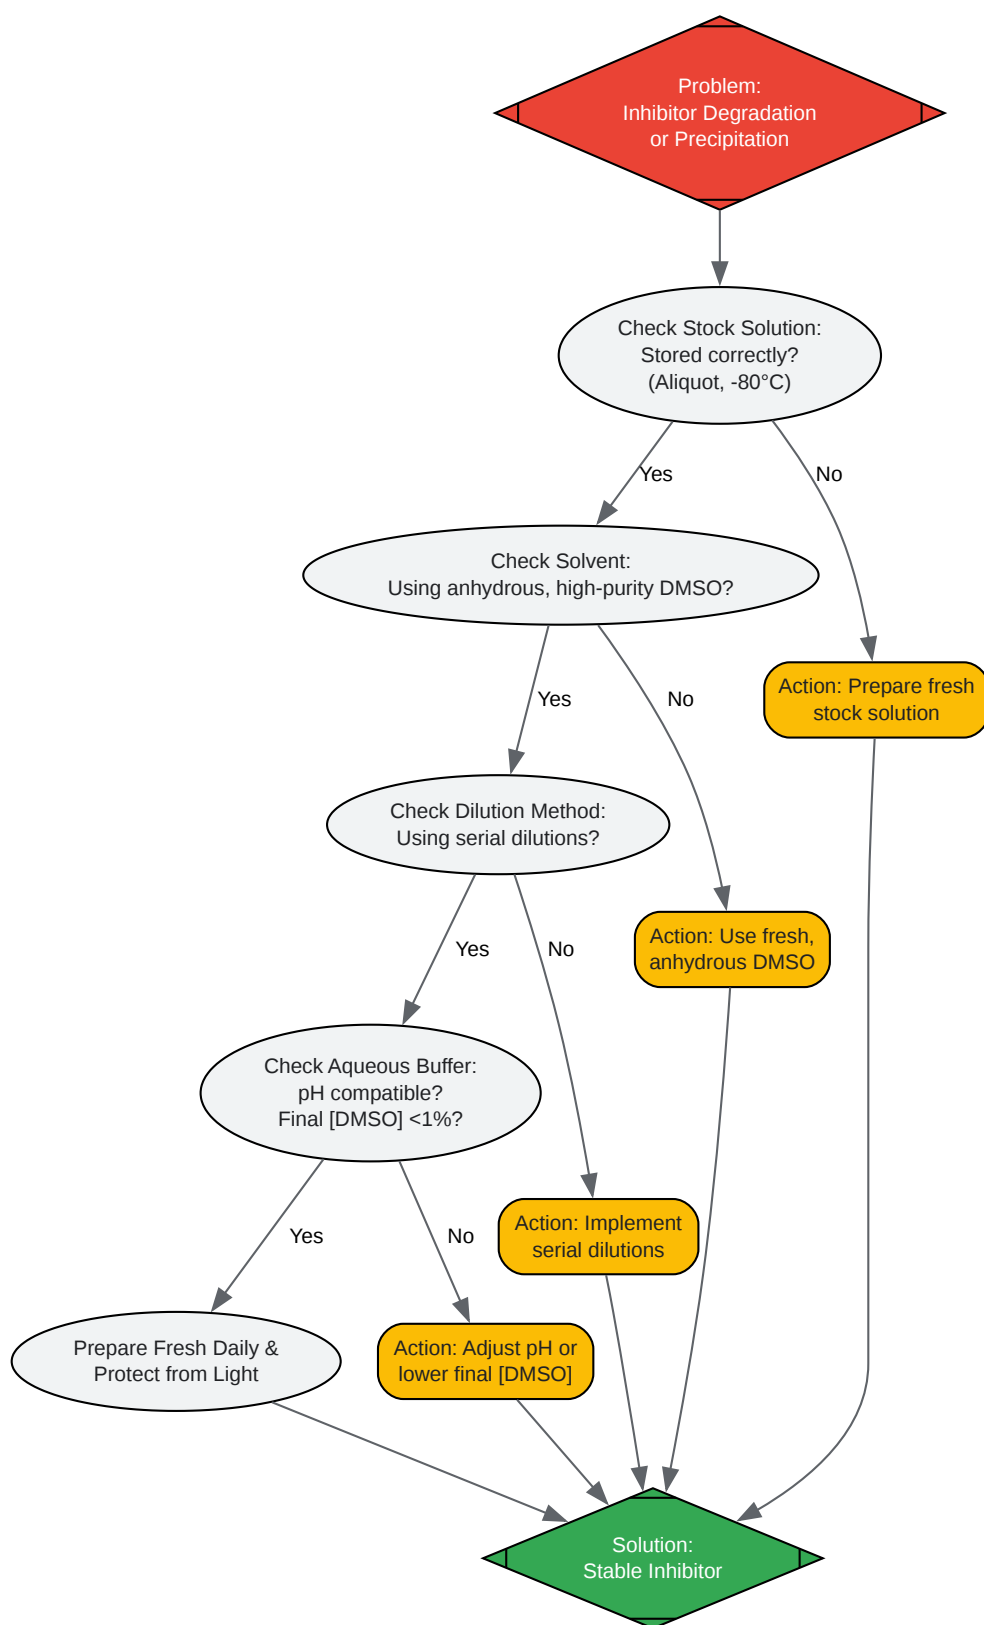 Problem:
Inhibitor Degradation
or Precipitation
Check Stock Solution:
Stored correctly?
(Aliquot, -80°C)
Yes
No
Check Solvent:
Using anhydrous, high-purity DMSO?
Action: Prepare fresh
stock solution
Yes
No
Check Dilution Method:
Using serial dilutions?
Action: Use fresh,
anhydrous DMSO
Yes
No
Check Aqueous Buffer:
pH compatible?
Final [DMSO] <1%?
Action: Implement
serial dilutions
Yes
No
Prepare Fresh Daily &
Protect from Light
Action: Adjust pH or
lower final [DMSO]
Solution:
Stable Inhibitor